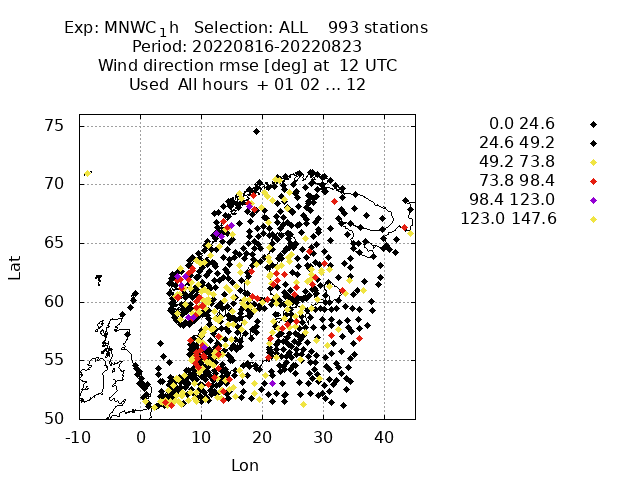 Exp: MNWC_1h   Selection: ALL    993 stations
Period: 20220816-20220823
Wind direction rmse [deg] at  12 UTC
Used  All hours  + 01 02 ... 12
0.0 24.6
24.6 49.2
49.2 73.8
73.8 98.4
98.4 123.0
123.0 147.6
75
70
65
60
55
50
Lat
-10 0 10 20 30 40
Lon